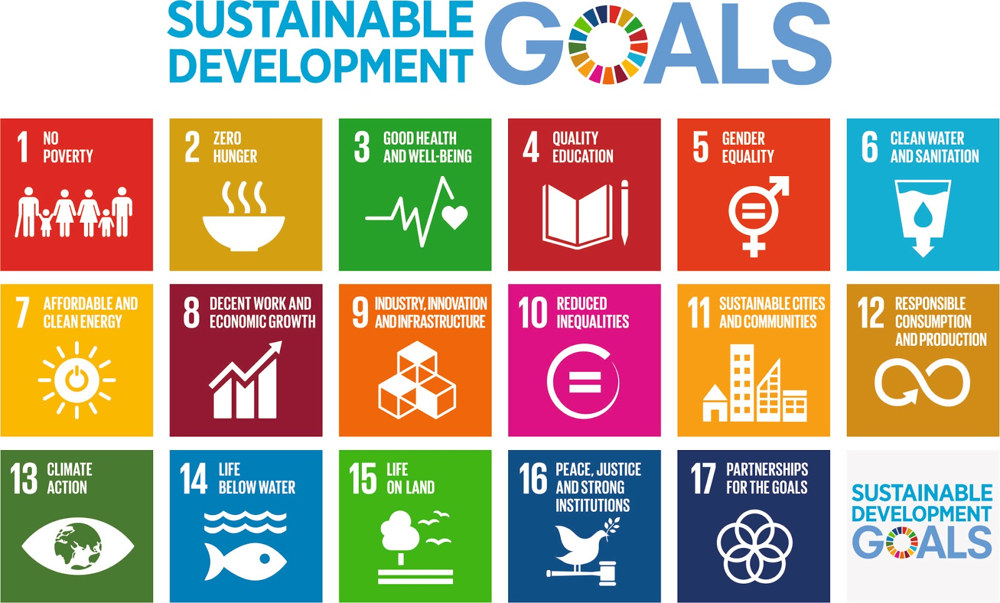 SUSTAINABLE
DEVELOPMENT
GOALS
1 NO
POVERTY
2 ZERO
HUNGER
3 GOOD HEALTH
AND WELL-BEING
4 QUALITY
EDUCATION
5 GENDER
EQUALITY
6 CLEAN WATER
AND SANITATION
7 AFFORDABLE AND
CLEAN ENERGY
8 DECENT WORK AND
ECONOMIC GROWTH
9 INDUSTRY, INNOVATION
AND INFRASTRUCTURE
10 REDUCED
INEQUALITIES
11 SUSTAINABLE CITIES
AND COMMUNITIES
12 RESPONSIBLE
CONSUMPTION
AND PRODUCTION
13 CLIMATE
ACTION
14 LIFE
BELOW WATER
15 LIFE
ON LAND
16 PEACE, JUSTICE
AND STRONG
INSTITUTIONS
17 PARTNERSHIPS
FOR THE GOALS
SUSTAINABLE
DEVELOPMENT
GOALS